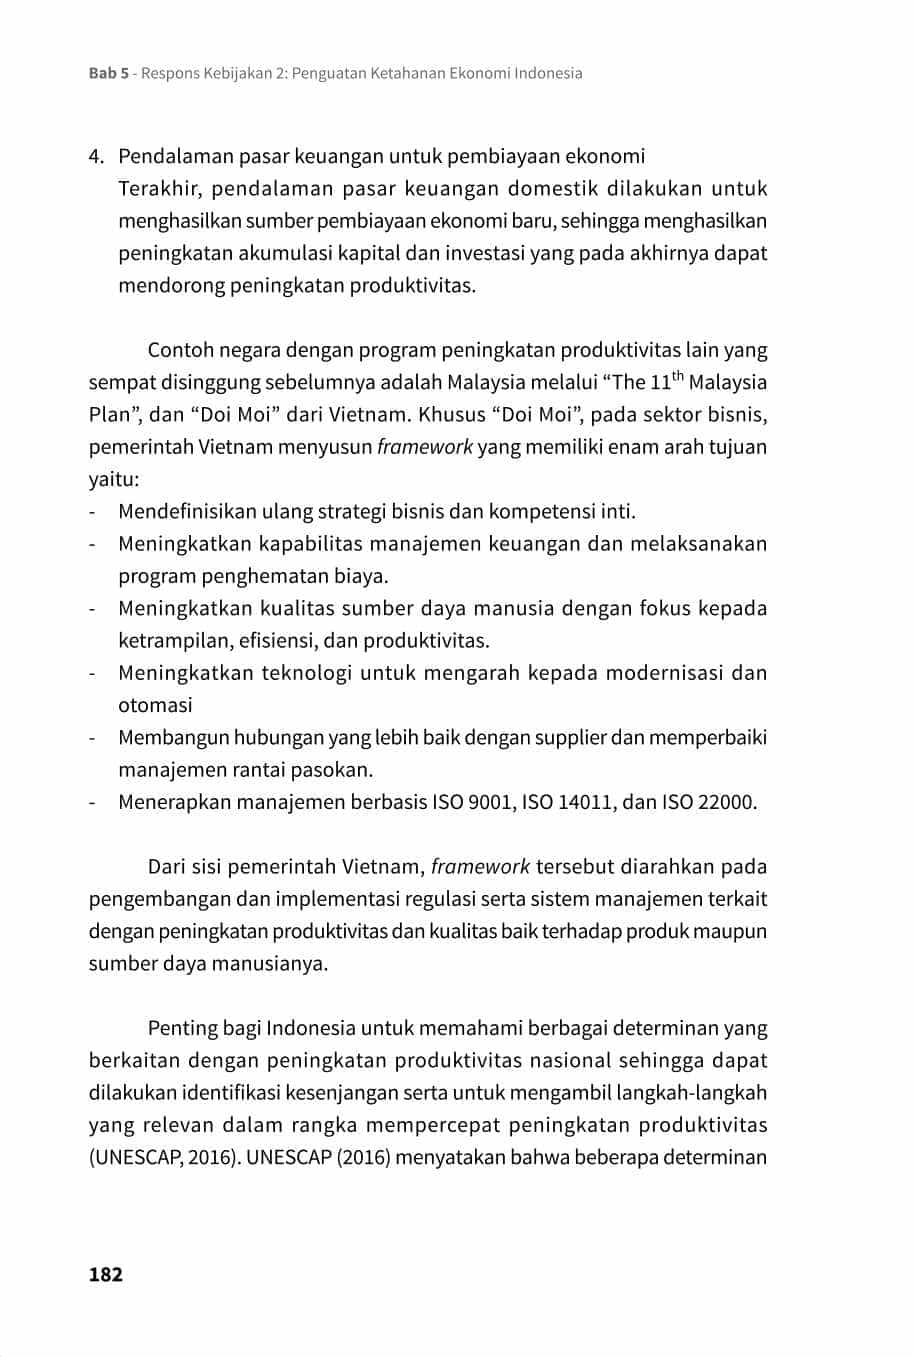 Bab 5 - Respons Kebijakan 2: Penguatan Ketahanan Ekonomi Indonesia
4. Pendalaman pasar keuangan untuk pembiayaan ekonomi
Terakhir, pendalaman pasar keuangan domestik dilakukan untuk
menghasilkan sumber pembiayaan ekonomi baru, sehingga menghasilkan
peningkatan akumulasi kapital dan investasi yang pada akhirnya dapat
mendorong peningkatan produktivitas.
Contoh negara dengan program peningkatan produktivitas lain yang
sempat disinggung sebelumnya adalah Malaysia melalui “The 11th Malaysia
Plan”, dan “Doi Moi” dari Vietnam. Khusus “Doi Moi”, pada sektor bisnis,
pemerintah Vietnam menyusun framework yang memiliki enam arah tujuan
yaitu:
- Mendefinisikan ulang strategi bisnis dan kompetensi inti.
- Meningkatkan kapabilitas manajemen keuangan dan melaksanakan
program penghematan biaya.
- Meningkatkan kualitas sumber daya manusia dengan fokus kepada
ketrampilan, efisiensi, dan produktivitas.
- Meningkatkan teknologi untuk mengarah kepada modernisasi dan
otomasi
- Membangun hubungan yang lebih baik dengan supplier dan memperbaiki
manajemen rantai pasokan.
- Menerapkan manajemen berbasis ISO 9001, ISO 14011, dan ISO 22000.
Dari sisi pemerintah Vietnam, framework tersebut diarahkan pada
pengembangan dan implementasi regulasi serta sistem manajemen terkait
dengan peningkatan produktivitas dan kualitas baik terhadap produk maupun
sumber daya manusianya.
Penting bagi Indonesia untuk memahami berbagai determinan yang
berkaitan dengan peningkatan produktivitas nasional sehingga dapat
dilakukan identifikasi kesenjangan serta untuk mengambil langkah-langkah
yang relevan dalam rangka mempercepat peningkatan produktivitas
(UNESCAP, 2016). UNESCAP (2016) menyatakan bahwa beberapa determinan
182